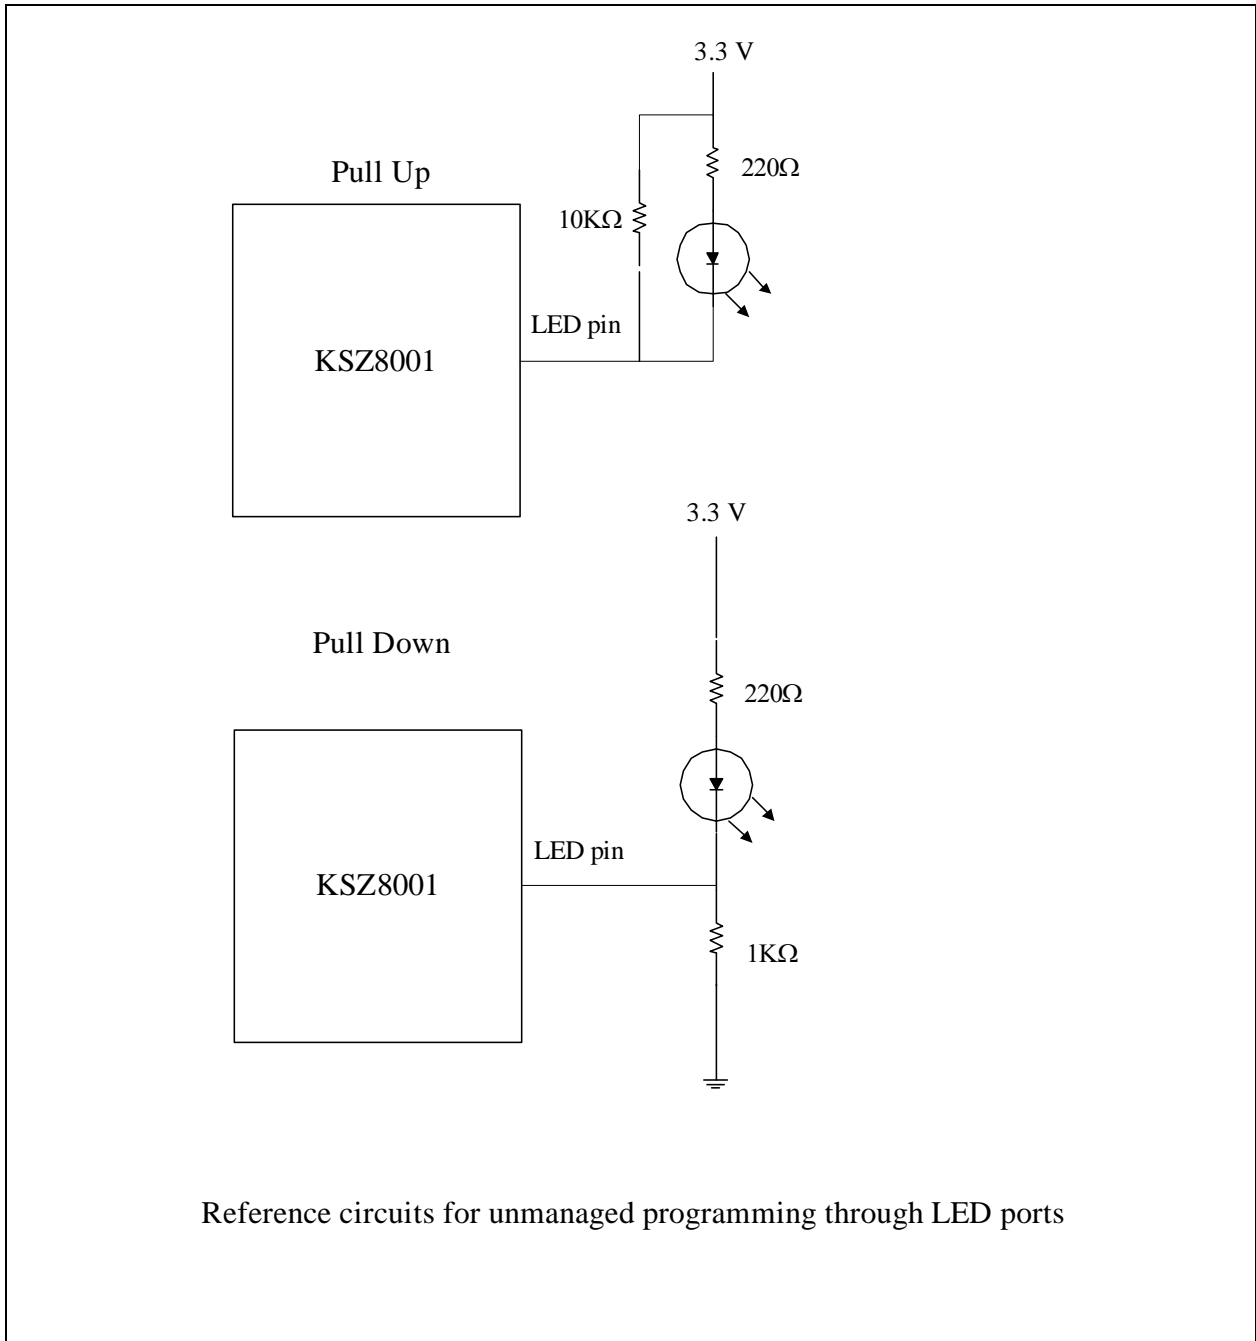 3.3 V
220Ω
Pull Up
10KΩ
LED pin
KSZ8001
3.3 V
Pull Down
220Ω
LED pin
KSZ8001
1KΩ
Reference circuits for unmanaged programming through LED ports